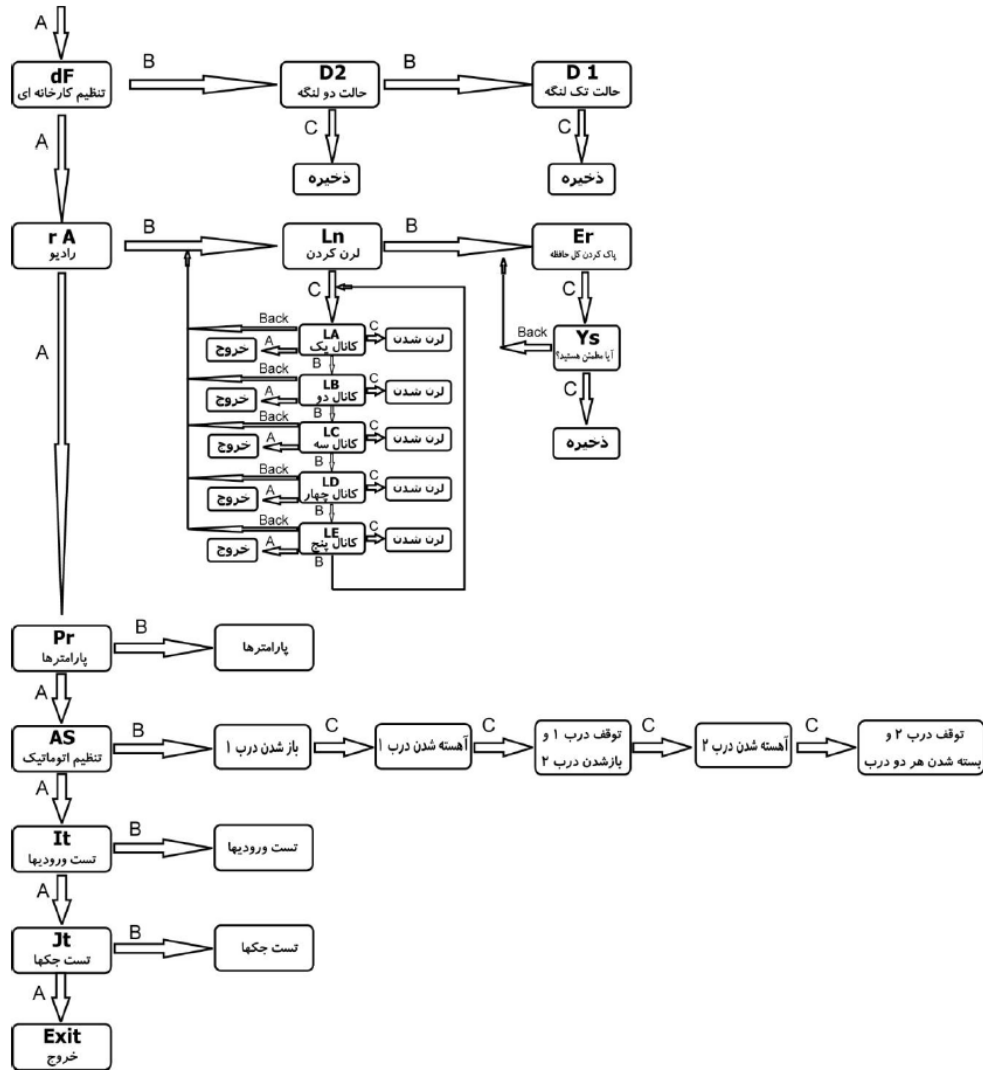 A
dF
تنظیم کارخانه ای
B
D2
حالت دو لنگه
B
D 1
حالت تک لنگه
C
ذخیره
C
ذخیره
A
r A
رادیو
B
Ln
لرن کردن
B
Er
پاک کردن کل حافظه
C
C
Back
LA
کانال یک
C
لرن شدن
A
خروج
B
Back
Ys
آیا مطمئن هستید؟
C
ذخیره
Back
LB
کانال دو
C
لرن شدن
A
خروج
B
Back
LC
کانال سه
C
لرن شدن
A
خروج
B
Back
LD
کانال چهار
C
لرن شدن
A
خروج
B
Back
LE
کانال پنج
C
لرن شدن
A
خروج
B
A
Pr
پارامترها
B
پارامترها
A
AS
تنظیم اتوماتیک
B
باز شدن درب ۱
C
آهسته شدن درب ۱
C
توقف درب ۱ و
بازشدن درب ۲
C
آهسته شدن درب ۲
C
توقف درب ۲ و
بسته شدن هر دو درب
A
It
تست ورودیها
B
تست ورودیها
A
Jt
تست جکها
B
تست جکها
A
Exit
خروج